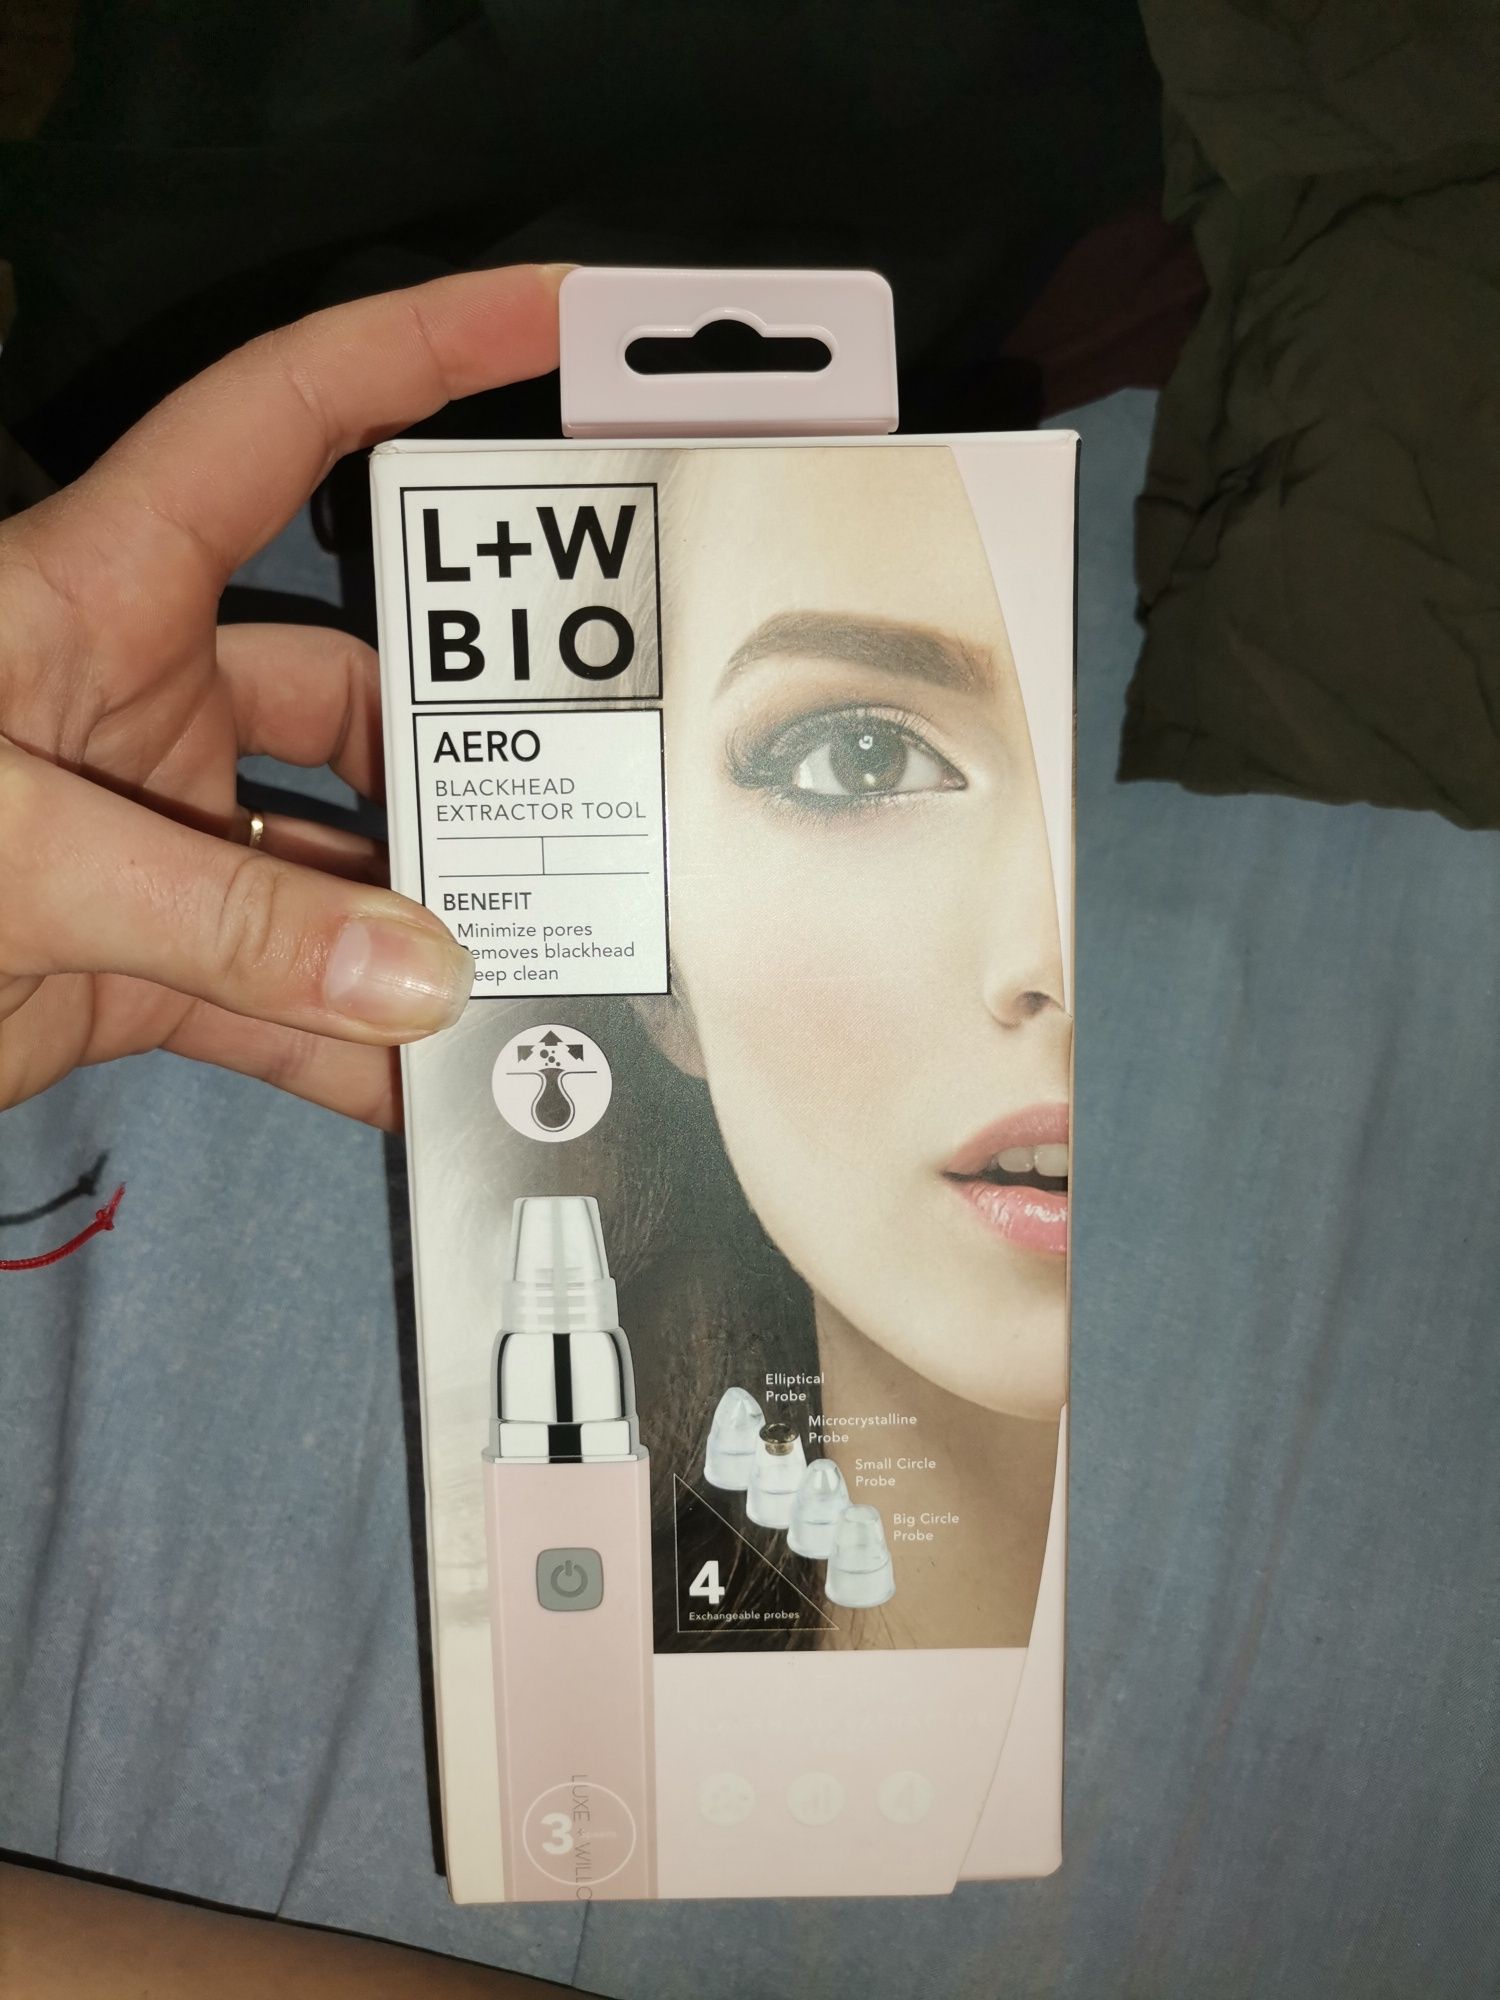 L+W
BIO
AERO
BLACKHEAD
EXTRACTOR TOOL
BENEFIT
Minimize pores
emoves blackhead
eep clean
Elliptical
Probe
Microcrystalline
Probe
Small Circle
Probe
Big Circle
Probe
4
Exchangeable probes
3
LUXE + WILLO